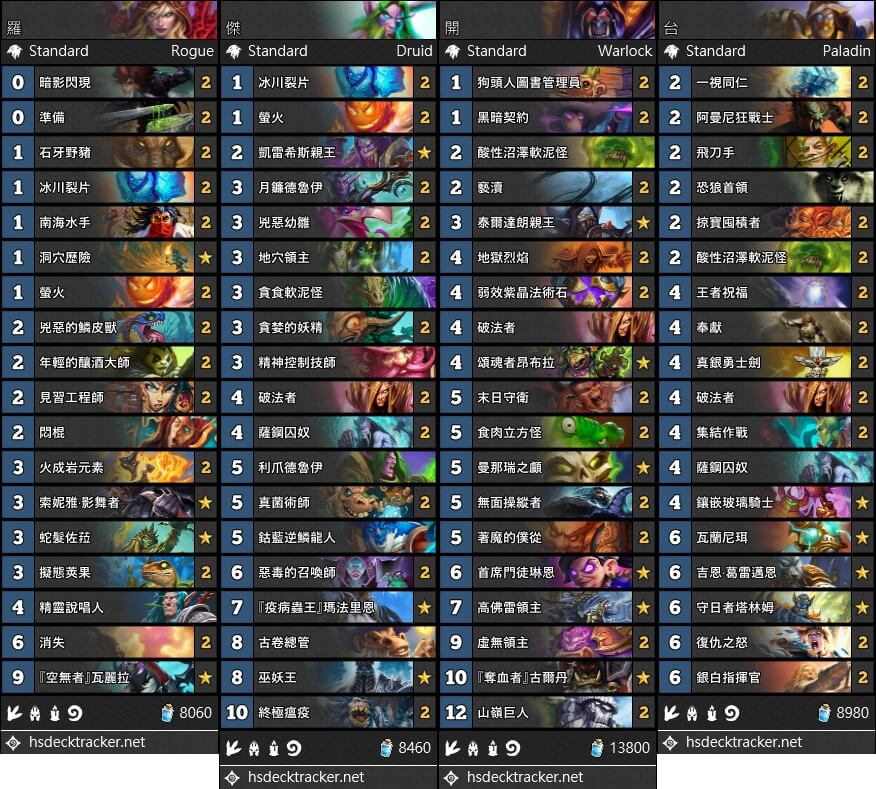 羅
Standard Rogue
0 暗影閃現 2
0 準備 2
1 石牙野豬 2
1 冰川裂片 2
1 南海水手 2
1 洞穴歷險 ★
1 螢火 2
2 兇惡的鱗皮獸 2
2 年輕的釀酒大師 2
2 見習工程師 2
2 悶棍
3 火成岩元素 2
3 索妮雅·影舞者 ★
3 蛇髮佐菈 ★
3 擬態莢果 2
4 精靈說唱人
6 消失 2
9 『空無者』瓦麗拉 ★
8060
hsdecktracker.net
傑
Standard Druid
1 冰川裂片 2
1 螢火 2
2 凱雷希斯親王 ★
3 月鐮德魯伊 2
3 兇惡幼雛 2
3 地穴領主 2
3 貪食軟泥怪
3 貪婪的妖精 2
3 精神控制技師
4 破法者 2
4 薩鋼囚奴 2
5 利爪德魯伊
5 真菌術師 2
5 鈷藍逆鱗龍人
6 惡毒的召喚師 2
7 『疫病蟲王』瑪法里恩 ★
8 古卷總管
8 巫妖王 ★
10 終極瘟疫 2
8460
hsdecktracker.net
開
Standard Warlock
1 狗頭人圖書管理員 2
1 黑暗契約 2
2 酸性沼澤軟泥怪
2 褻瀆 2
3 泰爾達朗親王 ★
4 地獄烈焰 2
4 弱效紫晶法術石 2
4 破法者
4 頌魂者昂布拉 ★
5 末日守衛 2
5 食肉立方怪 2
5 曼那瑞之顱 ★
5 無面操縱者 2
5 著魔的僕從 2
6 首席門徒琳恩 ★
7 高佛雷領主 ★
9 虛無領主 2
10 『奪血者』古爾丹 ★
12 山嶺巨人 2
13800
hsdecktracker.net
台
Standard Paladin
2 一視同仁 2
2 阿曼尼狂戰士 2
2 飛刀手 2
2 恐狼首領
2 掠寶囤積者 2
2 酸性沼澤軟泥怪 2
4 王者祝福 2
4 奉獻 2
4 真銀勇士劍 2
4 破法者 2
4 集結作戰 2
4 薩鋼囚奴
4 鑲嵌玻璃騎士 ★
6 瓦蘭尼珥 ★
6 吉恩·葛雷邁恩 ★
6 守日者塔林姆 ★
6 復仇之怒 2
6 銀白指揮官 2
8980
hsdecktracker.net